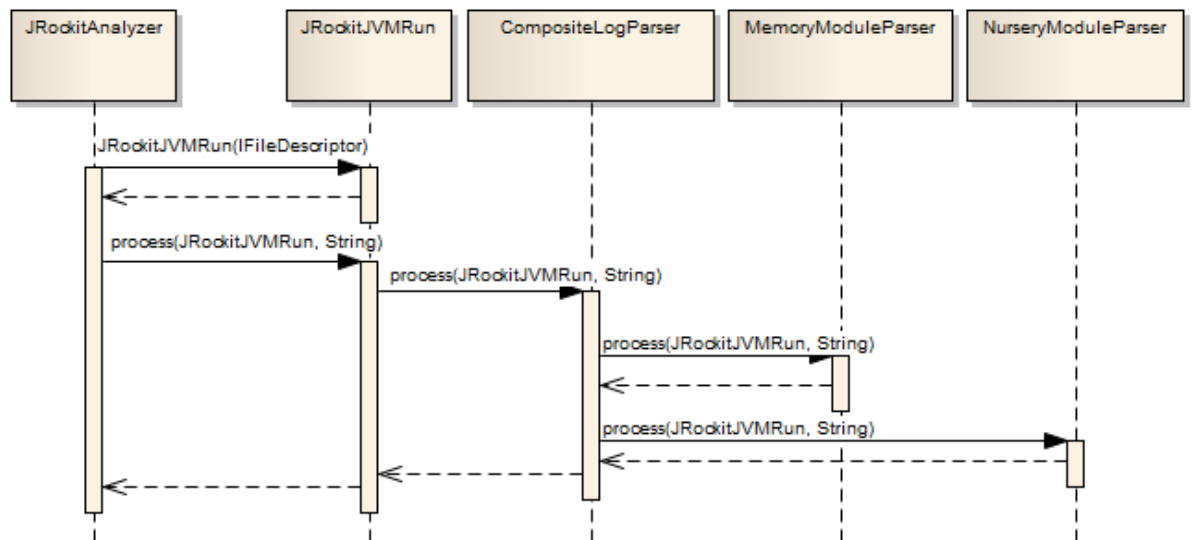 JRockitAnalyzer
JRockitJVMRun
CompositeLogParser
MemoryModuleParser
NurseryModuleParser
JRockitJVMRun(IFileDescriptor)
process(JRockitJVMRun, String)
process(JRockitJVMRun, String)
process(JRockitJVMRun, String)
process(JRockitJVMRun, String)